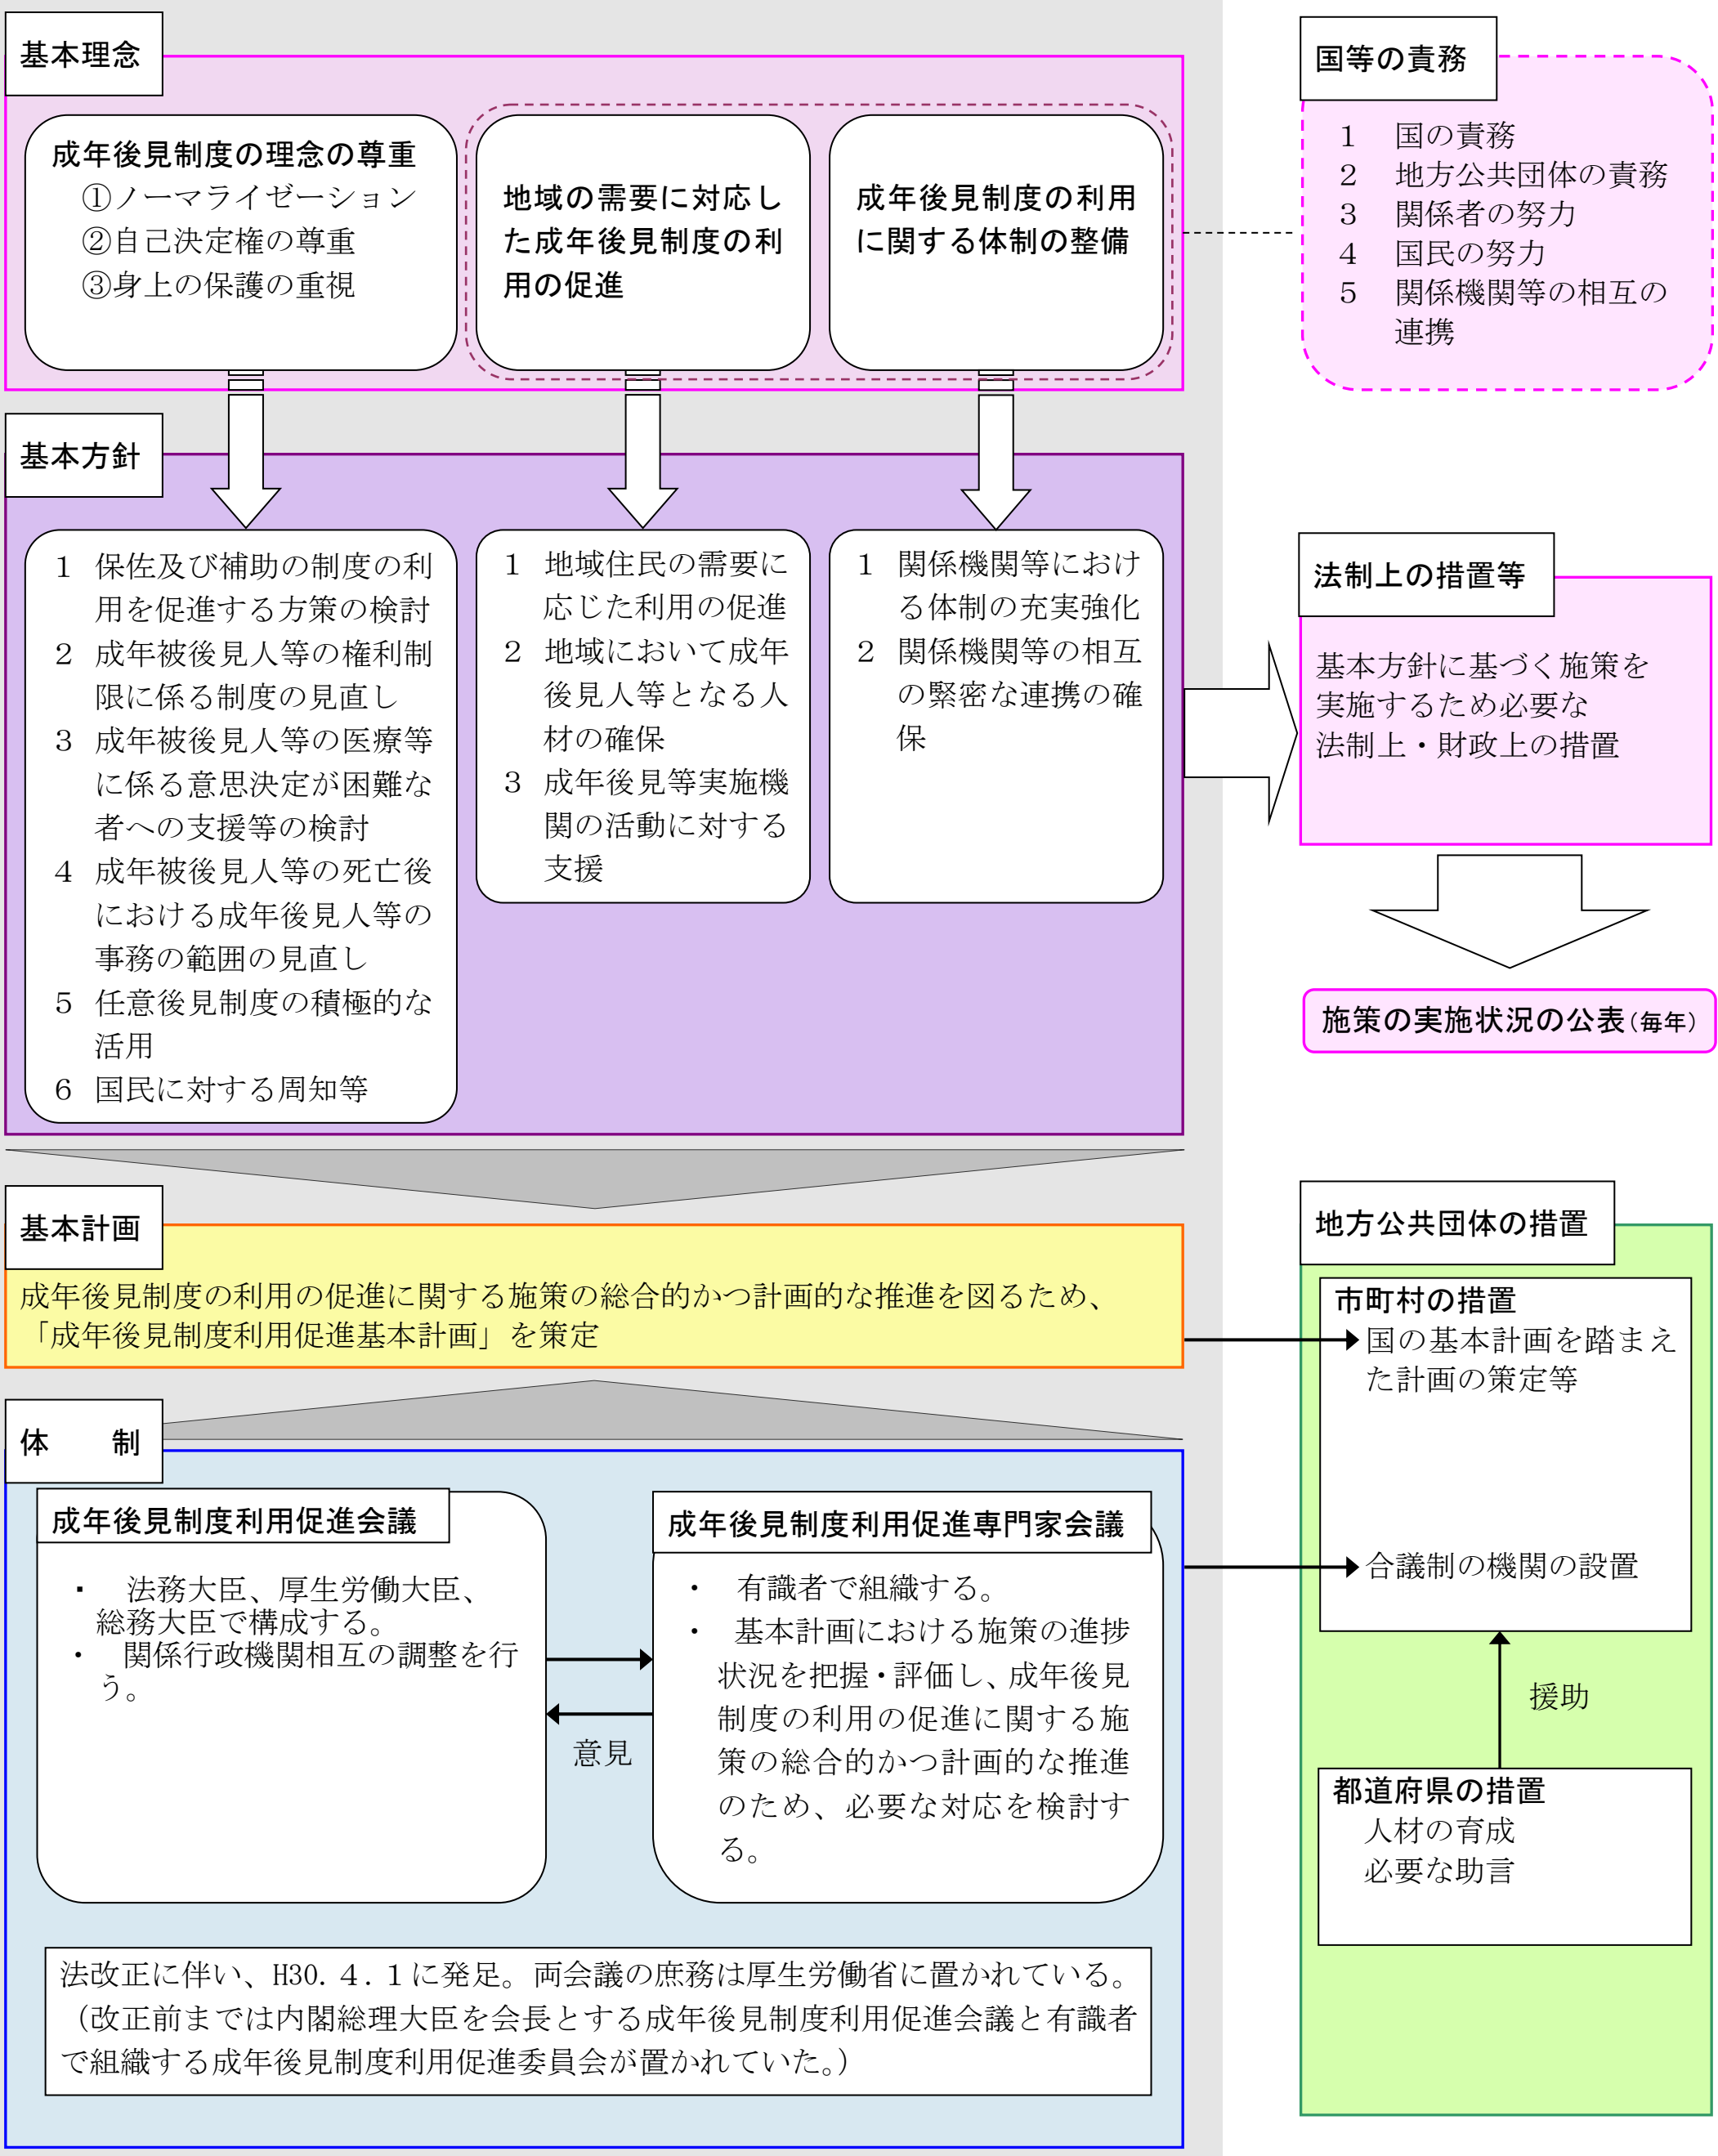 基本理念
成年後見制度の理念の尊重
①ノーマライゼーション
②自己決定権の尊重
③身上の保護の重視
地域の需要に対応し
た成年後見制度の利
用の促進
成年後見制度の利用
に関する体制の整備
国等の責務
１　国の責務
２　地方公共団体の責務
３　関係者の努力
４　国民の努力
５　関係機関等の相互の
連携
基本方針
１　保佐及び補助の制度の利
用を促進する方策の検討
２　成年被後見人等の権利制
限に係る制度の見直し
３　成年被後見人等の医療等
に係る意思決定が困難な
者への支援等の検討
４　成年被後見人等の死亡後
における成年後見人等の
事務の範囲の見直し
５　任意後見制度の積極的な
活用
６　国民に対する周知等
１　地域住民の需要に
応じた利用の促進
２　地域において成年
後見人等となる人
材の確保
３　成年後見等実施機
関の活動に対する
支援
１　関係機関等におけ
る体制の充実強化
２　関係機関等の相互
の緊密な連携の確
保
法制上の措置等
基本方針に基づく施策を
実施するため必要な
法制上・財政上の措置
施策の実施状況の公表（毎年）
基本計画
成年後見制度の利用の促進に関する施策の総合的かつ計画的な推進を図るため、
「成年後見制度利用促進基本計画」を策定
体　　制
成年後見制度利用促進会議
・　法務大臣、厚生労働大臣、
総務大臣で構成する。
・　関係行政機関相互の調整を行
う。
意見
成年後見制度利用促進専門家会議
・　有識者で組織する。
・　基本計画における施策の進捗
状況を把握・評価し、成年後見
制度の利用の促進に関する施
策の総合的かつ計画的な推進
のため、必要な対応を検討す
る。
法改正に伴い、H30.４.１に発足。両会議の庶務は厚生労働省に置かれている。
（改正前までは内閣総理大臣を会長とする成年後見制度利用促進会議と有識者
で組織する成年後見制度利用促進委員会が置かれていた。）
地方公共団体の措置
市町村の措置
国の基本計画を踏まえ
た計画の策定等
合議制の機関の設置
援助
都道府県の措置
人材の育成
必要な助言